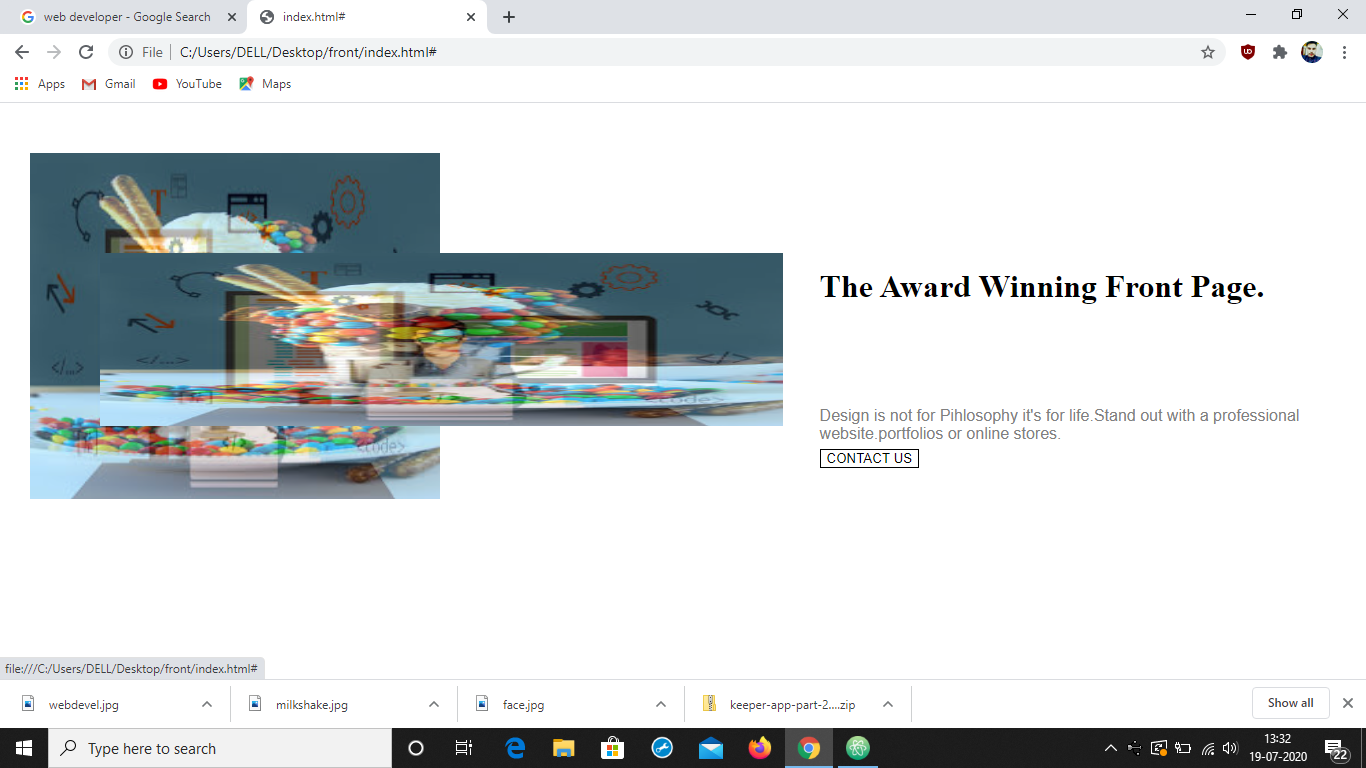 web developer - Google Search
index.html#
File
C:/Users/DELL/Desktop/front/index.html#
Apps
Gmail
YouTube
Maps
T
T
</...>
</...>
</...>
<code>
<code>
The Award Winning Front Page.
Design is not for Pihlosophy it's for life.Stand out with a professional
website.portfolios or online stores.
CONTACT US
file:///C:/Users/DELL/Desktop/front/index.html#
webdevel.jpg
milkshake.jpg
face.jpg
keeper-app-part-2....zip
Show all
Type here to search
13:32
19-07-2020
22